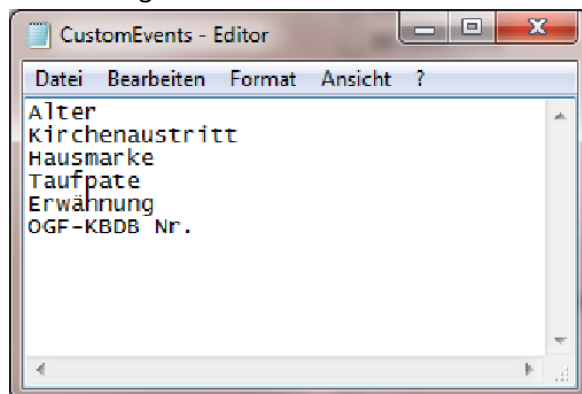 CustomEvents - Editor
Datei Bearbeiten Format Ansicht ?
Alter
Kirchenaustritt
Hausmarke
Taufpate
Erwähnung
OGF-KBDB Nr.